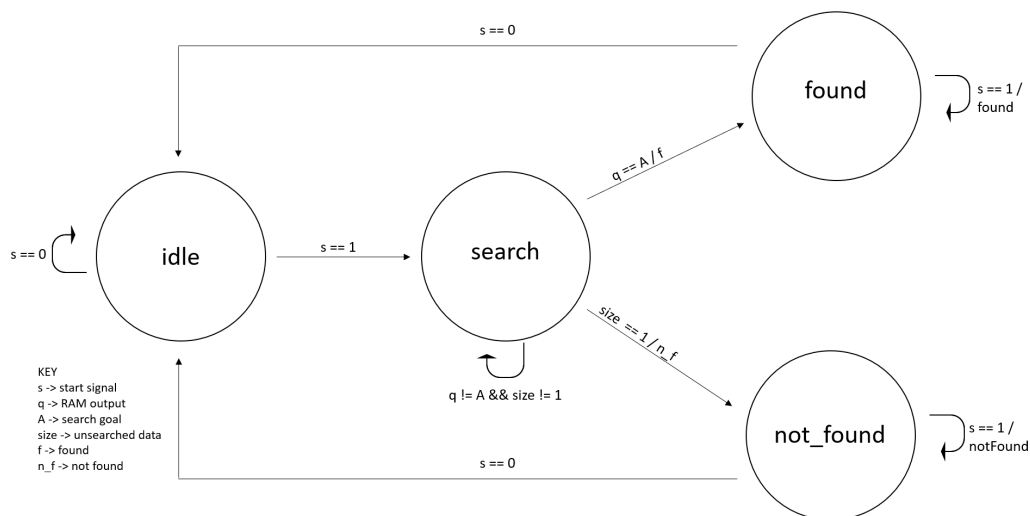 s == 0
found
s == 1 /
found
q == A / f
s == 0
idle
s == 1
search
size == 1 / n_f
q != A && size != 1
KEY
s -> start signal
q -> RAM output
A -> search goal
size -> unsearched data
f -> found
n_f -> not found
not_found
s == 1 /
notFound
s == 0